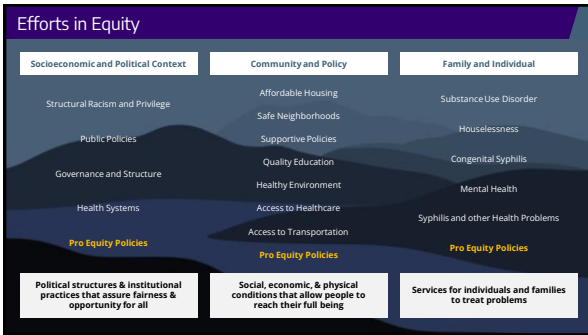 Efforts in Equity
Socioeconomic and Political Context
Structural Racism and Privilege
Public Policies
Governance and Structure
Health Systems
Pro Equity Policies
Political structures & institutional
practices that assure fairness &
opportunity for all
Community and Policy
Affordable Housing
Safe Neighborhoods
Supportive Policies
Quality Education
Healthy Environment
Access to Healthcare
Access to Transportation
Pro Equity Policies
Social, economic, & physical
conditions that allow people to
reach their full being
Family and Individual
Substance Use Disorder
Houselessness
Congenital Syphilis
Mental Health
Syphilis and other Health Problems
Pro Equity Policies
Services for individuals and families
to treat problems